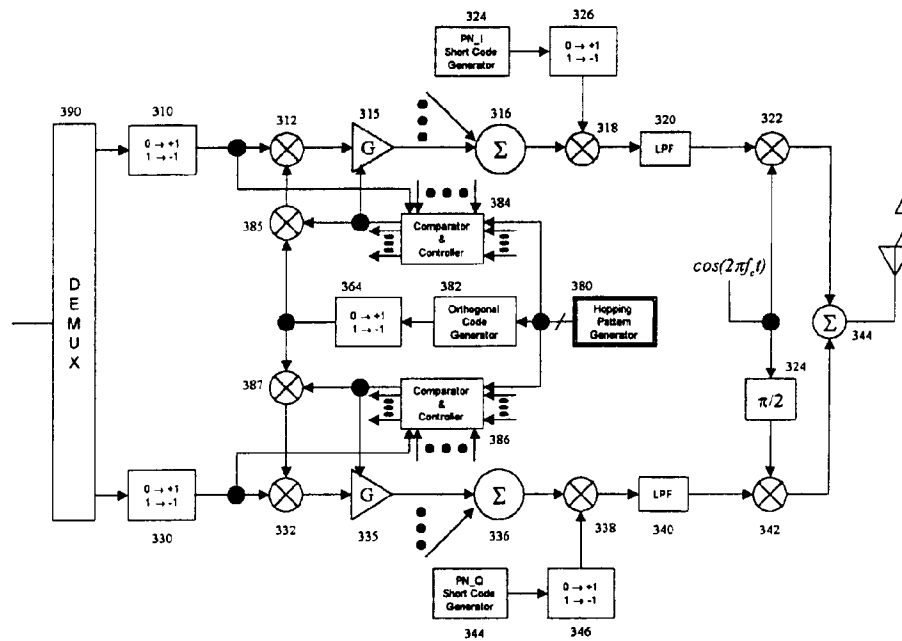 324
326
PN_I
Short Code
Generator
0 → +1
1 → -1
390
310
312
315
316
318
320
322
0 → +1
1 → -1
G
Σ
LPF
384
385
Comparator
&
Controller
cos(2πf_c t)
DEMUX
364
382
380
0 → +1
1 → -1
Orthogonal
Code
Generator
Hopping
Pattern
Generator
Σ
344
324
387
Comparator
&
Controller
π/2
386
0 → +1
1 → -1
G
Σ
LPF
330
332
335
336
338
340
342
PN_Q
Short Code
Generator
0 → +1
1 → -1
344
346